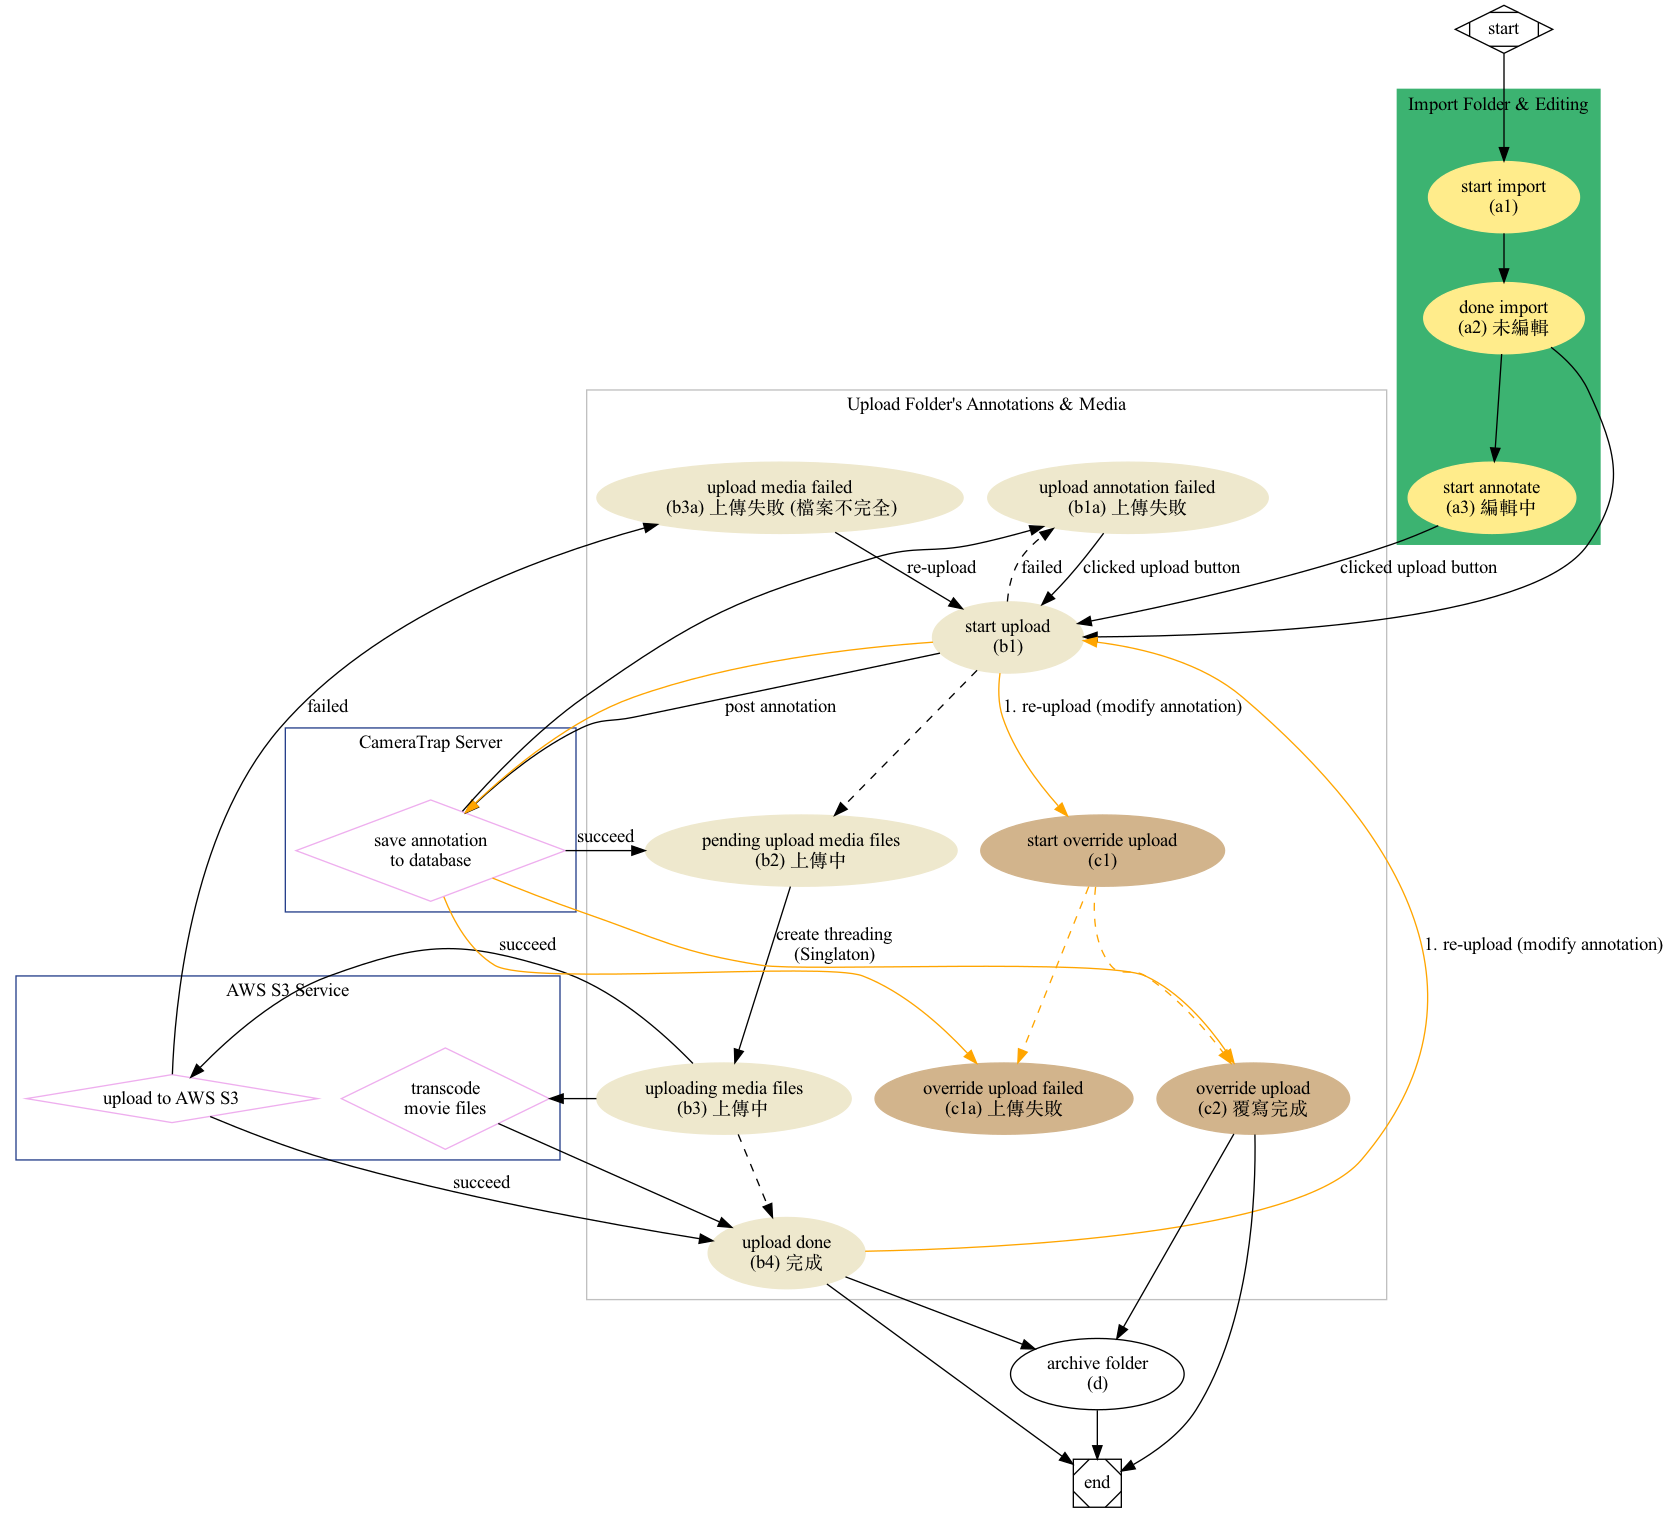 start
Import Folder & Editing
start import
(a1)
done import
(a2) 未編輯
Upload Folder's Annotations & Media
upload media failed
(b3a) 上傳失敗 (檔案不完全)
upload annotation failed
(b1a) 上傳失敗
start annotate
(a3) 編輯中
re-upload
failed
clicked upload button
clicked upload button
start upload
(b1)
failed
post annotation
1. re-upload (modify annotation)
CameraTrap Server
save annotation
to database
succeed
pending upload media files
(b2) 上傳中
start override upload
(c1)
succeed
create threading
(Singlaton)
1. re-upload (modify annotation)
AWS S3 Service
upload to AWS S3
transcode
movie files
uploading media files
(b3) 上傳中
override upload failed
(c1a) 上傳失敗
override upload
(c2) 覆寫完成
succeed
upload done
(b4) 完成
archive folder
(d)
end